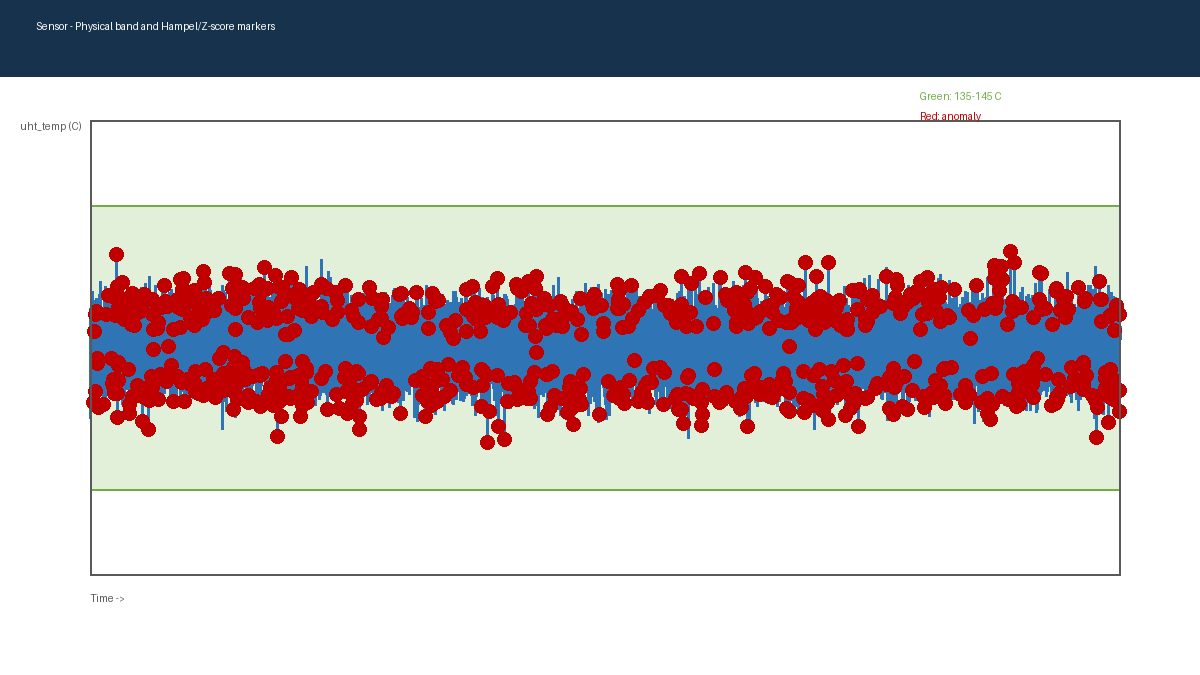 Sensor - Physical band and Hampel/Z-score markers
Green: 135-145 C
Red: anomaly
uht_temp (C)
Time ->